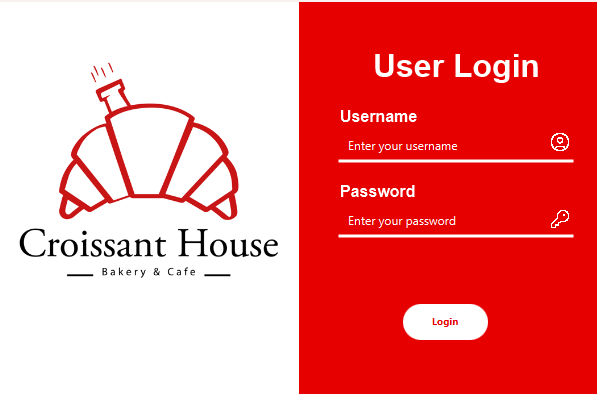 Croissant House
Bakery & Cafe
User Login
Username
Enter your username
Password
Enter your password
Login